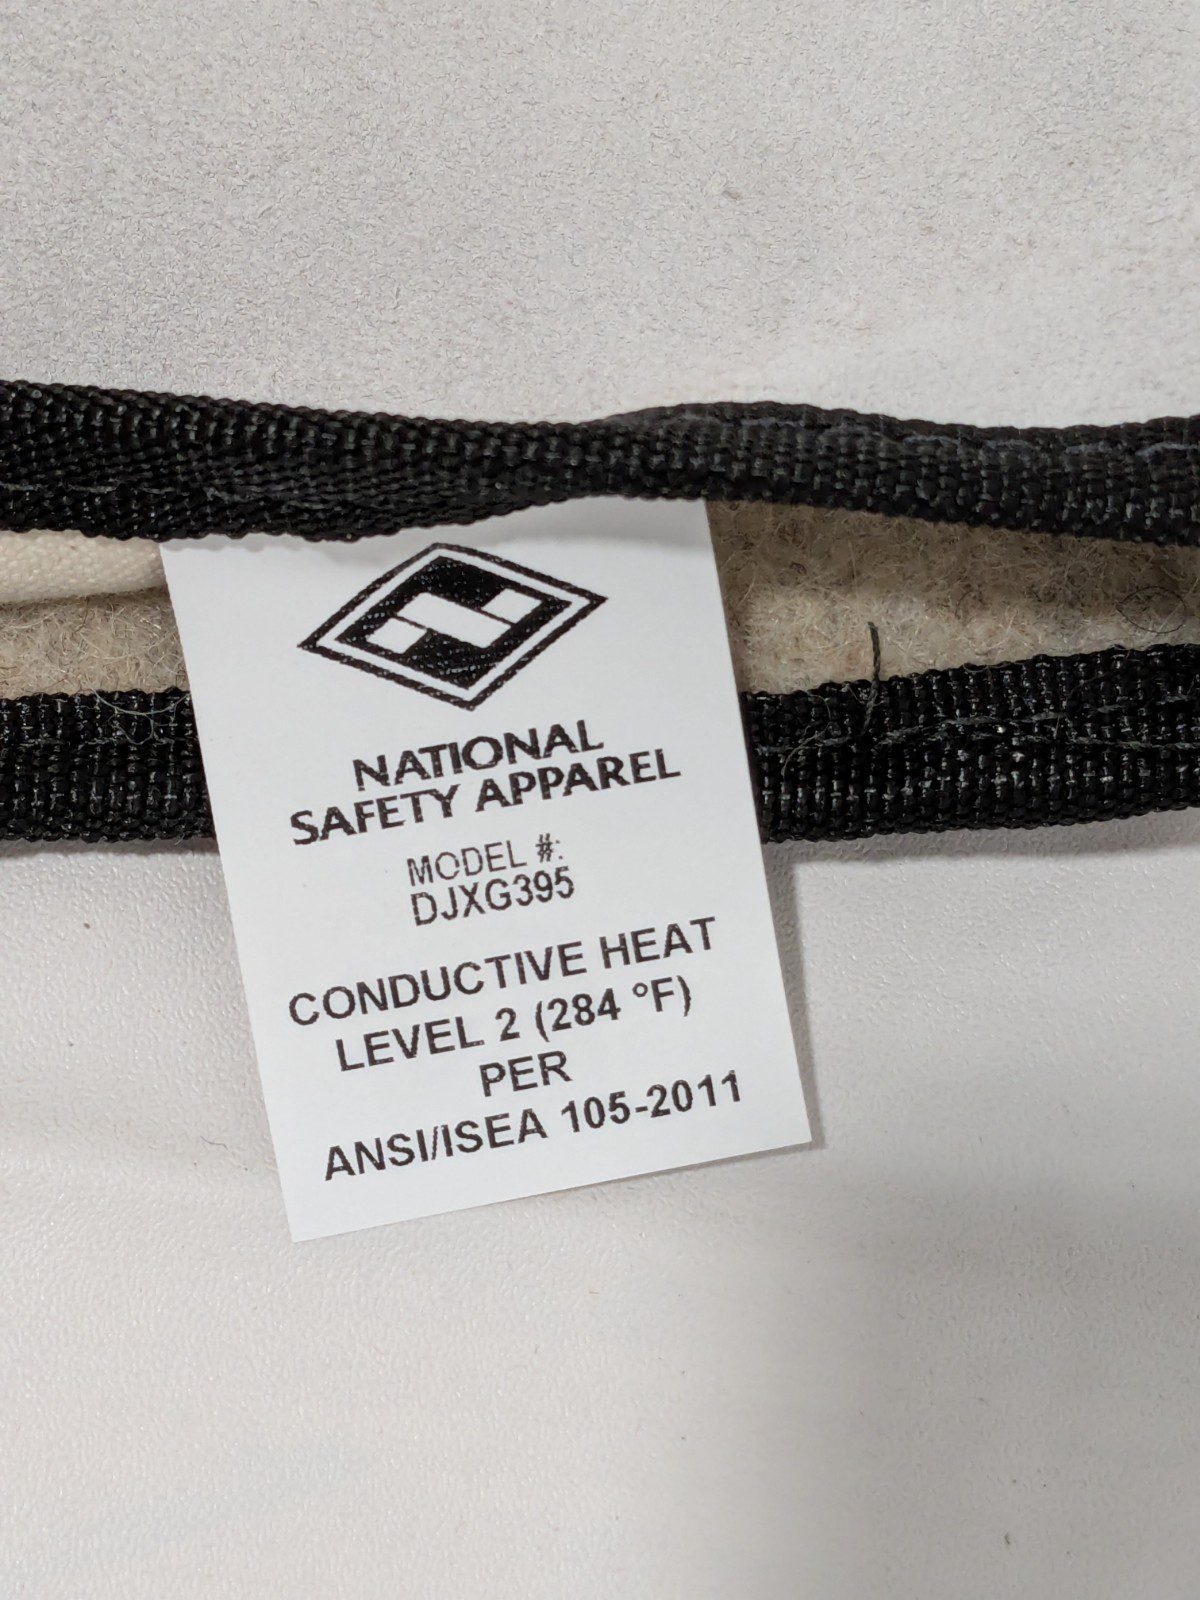 NATIONAL
SAFETY APPAREL
MODEL #:
DJXG395
CONDUCTIVE HEAT
LEVEL 2 (284 °F)
PER
ANSI/ISEA 105-2011